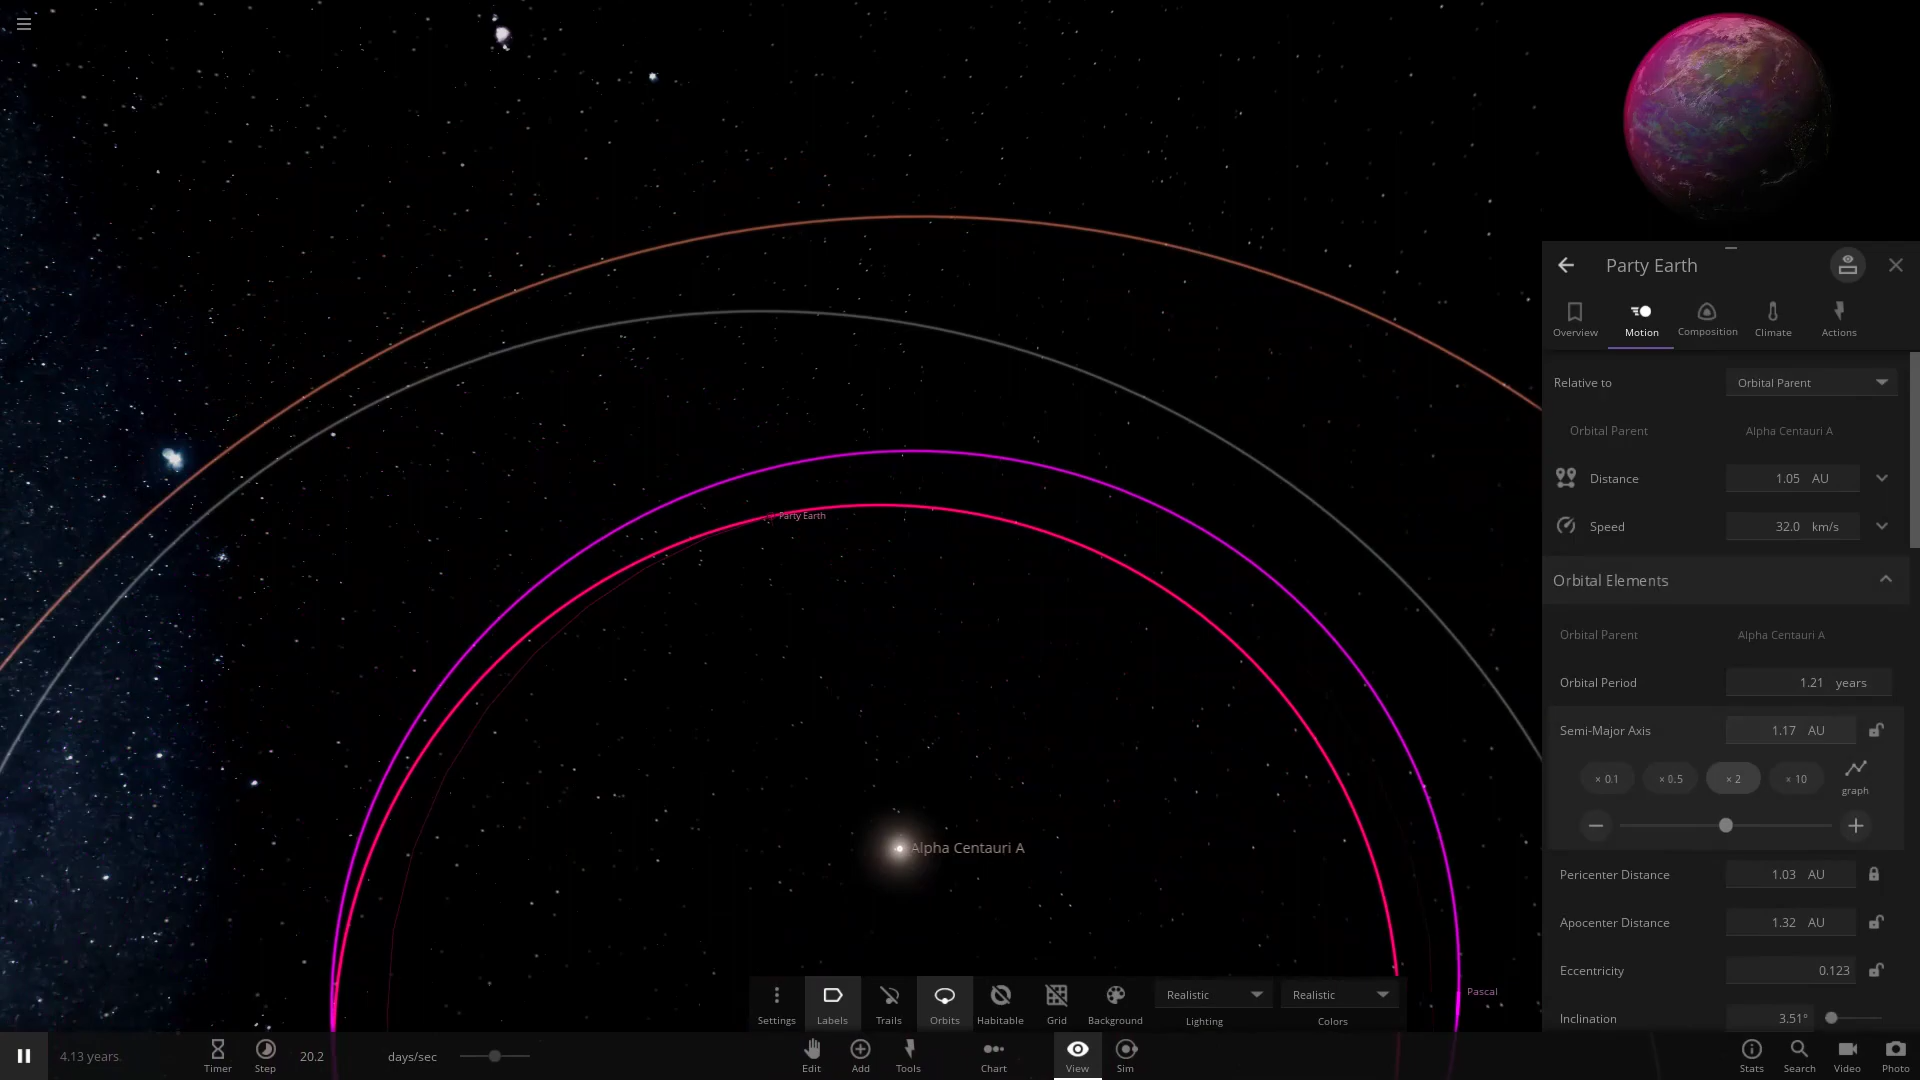 Party Earth
Overview
Motion
Composition
Climate
Actions
Relative to
Orbital Parent
Orbital Parent
Alpha Centauri A
Distance
1.05 AU
Speed
32.0 km/s
Orbital Elements
Orbital Parent
Alpha Centauri A
Orbital Period
1.21 years
Semi-Major Axis
1.17 AU
× 0.1
× 0.5
× 2
× 10
graph
Pericenter Distance
1.03 AU
Apocenter Distance
1.32 AU
Eccentricity
0.123
Inclination
3.51°
Party Earth
Alpha Centauri A
Pascal
Settings
Labels
Trails
Orbits
Habitable
Grid
Background
Realistic
Lighting
Realistic
Colors
4.13 years.
Timer
Step
20.2 days/sec
Edit
Add
Tools
Chart
View
Sim
Stats
Search
Video
Photo